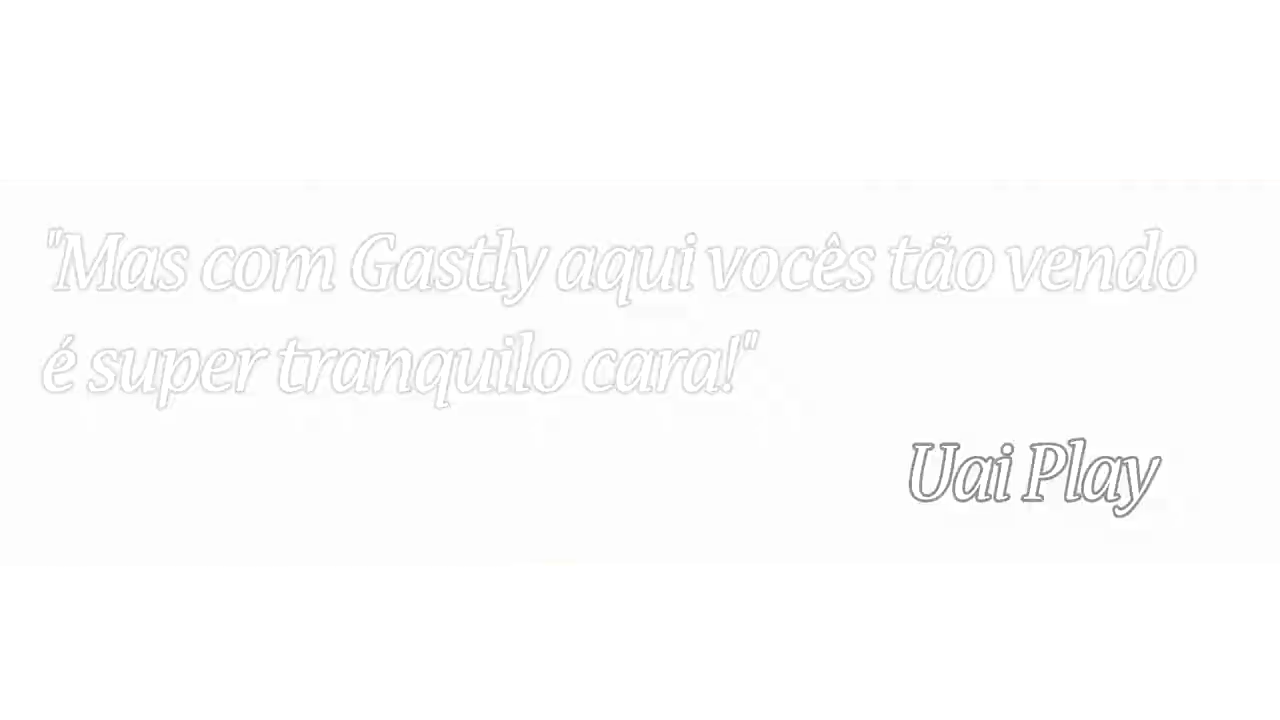 "Mas com Gastly aqui vocês tão vendo
é super tranquilo cara!"
Uai Play